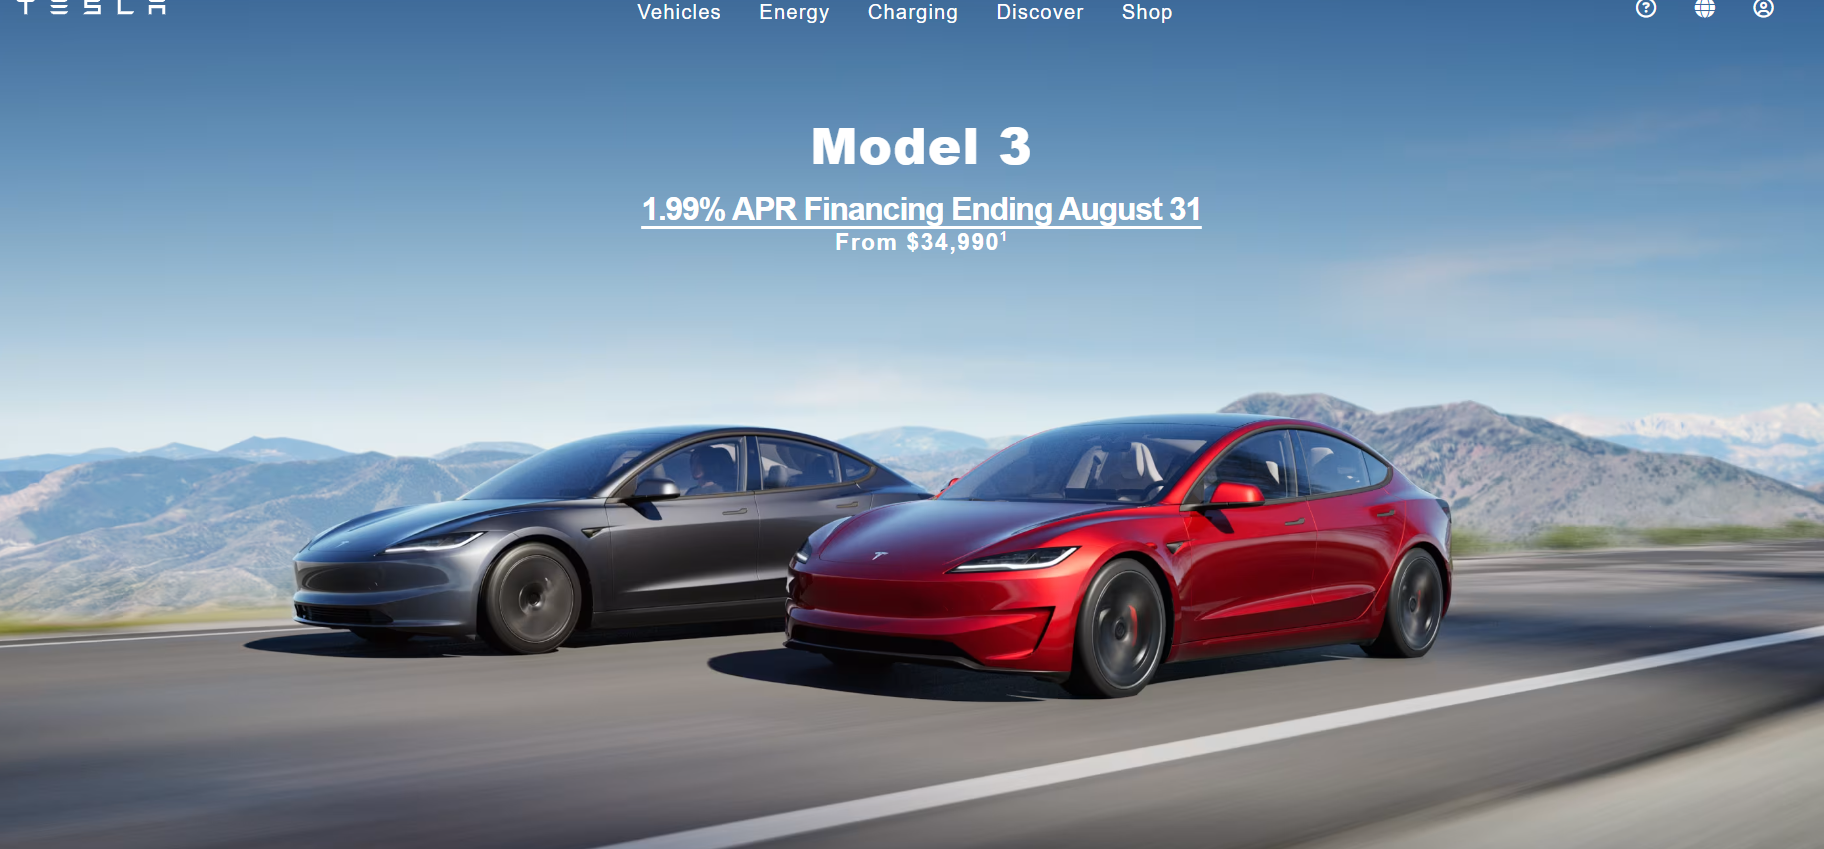 TESLA
Vehicles Energy Charging Discover Shop
Model 3
1.99% APR Financing Ending August 31
From $34,990¹